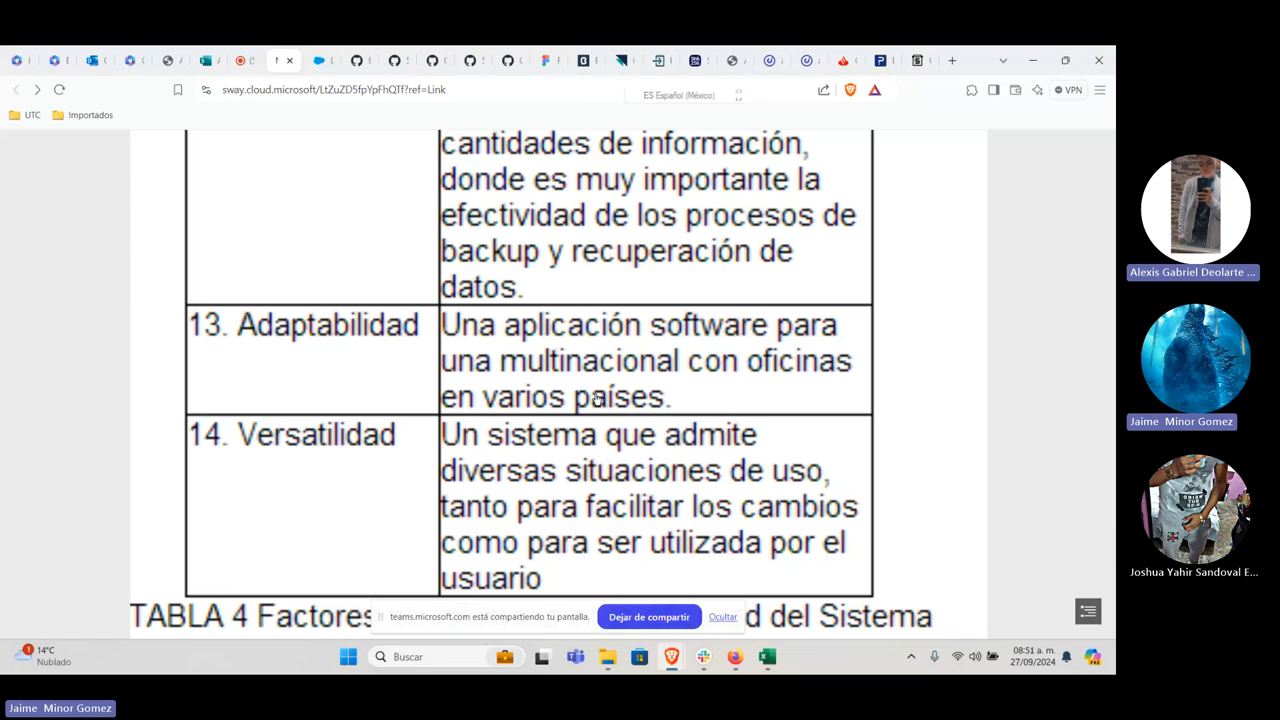 sway.cloud.microsoft/LtZuZD5fpYpFhQTf?ref=Link
ES Español (México)
VPN
UTC
Importados
cantidades de información,
donde es muy importante la
efectividad de los procesos de
backup y recuperación de
datos.
13. Adaptabilidad
Una aplicación software para
una multinacional con oficinas
en varios países.
14. Versatilidad
Un sistema que admite
diversas situaciones de uso,
tanto para facilitar los cambios
como para ser utilizada por el
usuario
TABLA 4 Factores
d del Sistema
teams.microsoft.com está compartiendo tu pantalla.
Dejar de compartir
Ocultar
Alexis Gabriel Deolarte ...
Jaime Minor Gomez
Joshua Yahir Sandoval E...
1
14°C
Nublado
Buscar
08:51 a. m.
27/09/2024
Jaime Minor Gomez